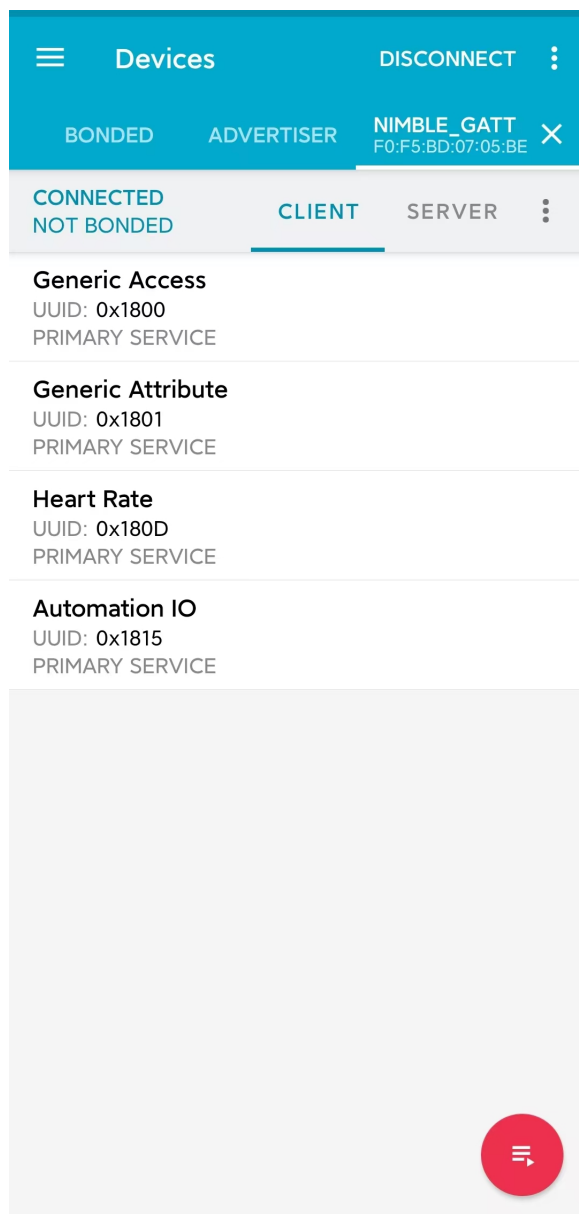 Devices
DISCONNECT
BONDED
ADVERTISER
NIMBLE_GATT
F0:F5:BD:07:05:BE
CONNECTED
NOT BONDED
CLIENT
SERVER
Generic Access
UUID: 0x1800
PRIMARY SERVICE
Generic Attribute
UUID: 0x1801
PRIMARY SERVICE
Heart Rate
UUID: 0x180D
PRIMARY SERVICE
Automation IO
UUID: 0x1815
PRIMARY SERVICE